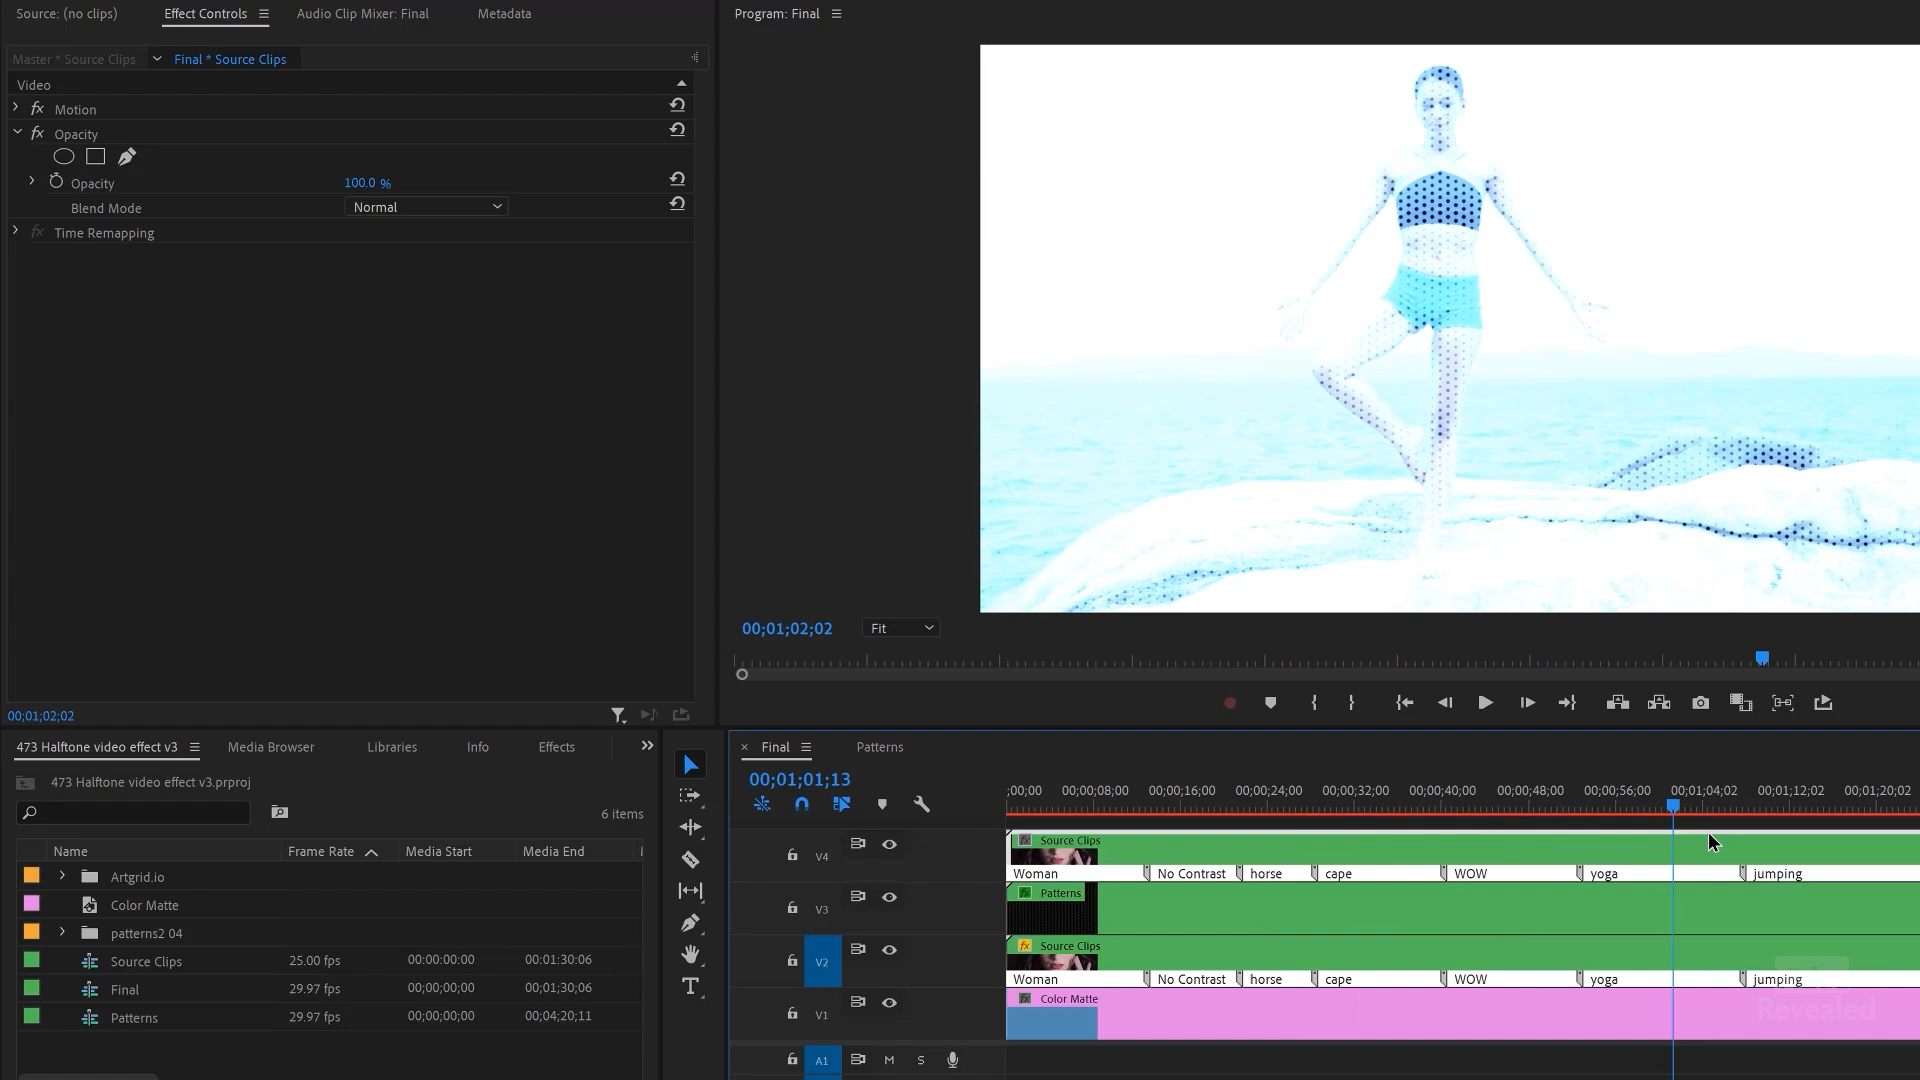 Source: (no clips) Effect Controls Audio Clip Mixer: Final Metadata
Program: Final
Master * Source Clips Final * Source Clips
Video
fx Motion
fx Opacity
Opacity 100.0 %
Blend Mode Normal
fx Time Remapping
00;01;02;02 Fit
00;01;02;02
473 Halftone video effect v3 Media Browser Libraries Info Effects
Final Patterns
473 Halftone video effect v3.prproj
00;01;01;13
6 items
;00;00 00;00;08;00 00;00;16;00 00;00;24;00 00;00;32;00 00;00;40;00 00;00;48;00 00;00;56;00 00;01;04;02 00;01;12;02 00;01;20;02
Name Frame Rate Media Start Media End
Artgrid.io
Color Matte
patterns2 04
Source Clips 25.00 fps 00:00:00:00 00:01:30:06
Final 29.97 fps 00;00;00;00 00;01;30;06
Patterns 29.97 fps 00;00;00;00 00;04;20;11
T
V4 fx Source Clips
Woman No Contrast horse cape WOW yoga jumping
V3 fx Patterns
V2 fx Source Clips
Woman No Contrast horse cape WOW yoga jumping
V1 fx Color Matte
Revealed
A1 M S